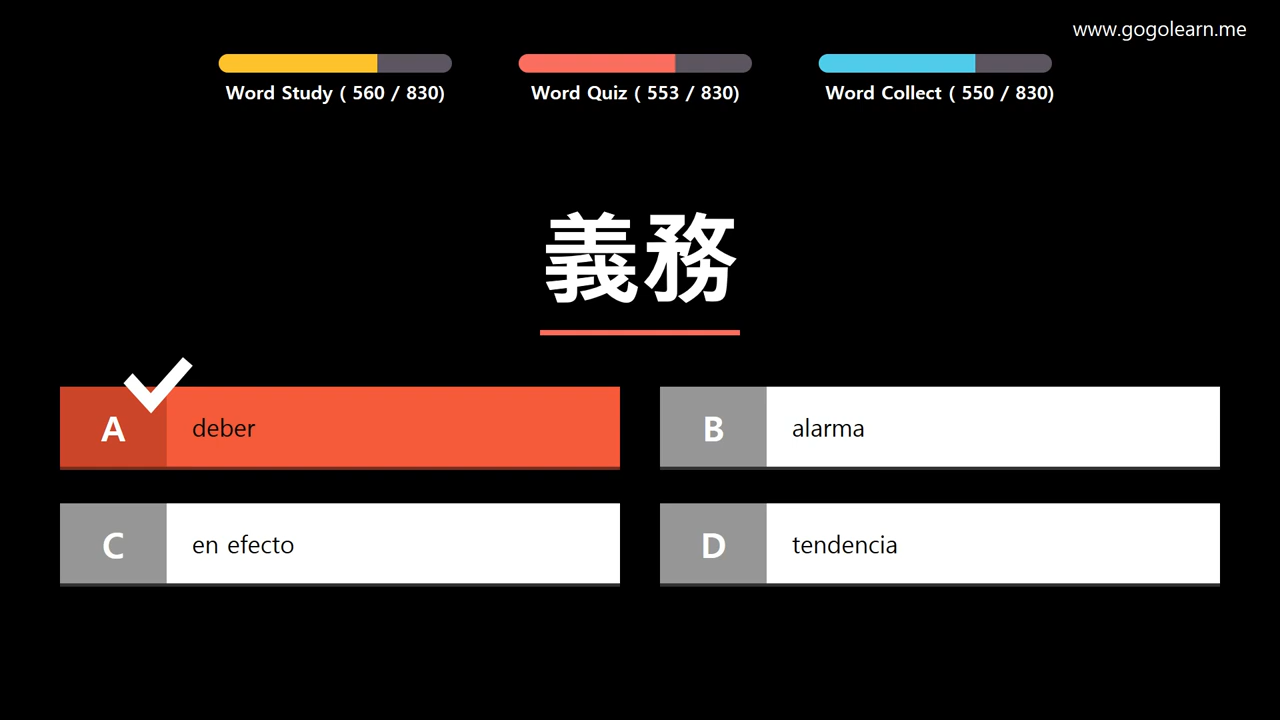 www.gogolearn.me
Word Study ( 560 / 830)
Word Quiz ( 553 / 830)
Word Collect ( 550 / 830)
義務
A deber
B alarma
C en efecto
D tendencia